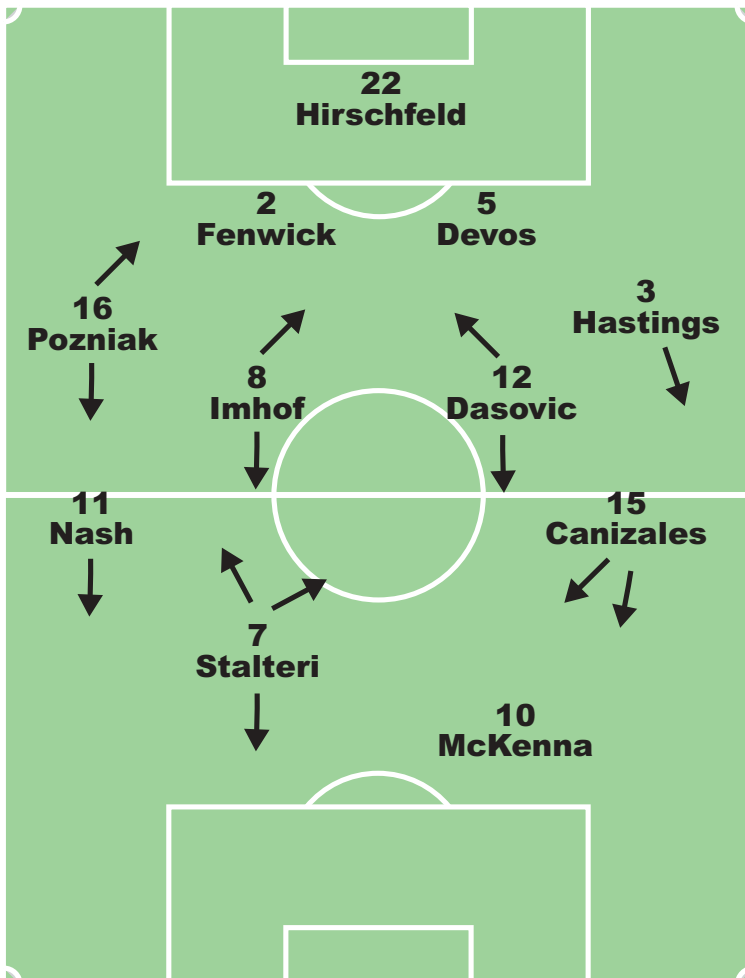 22
Hirschfeld
2
Fenwick
5
Devos
16
Pozniak
3
Hastings
8
Imhof
12
Dasovic
11
Nash
15
Canizales
7
Stalteri
10
McKenna